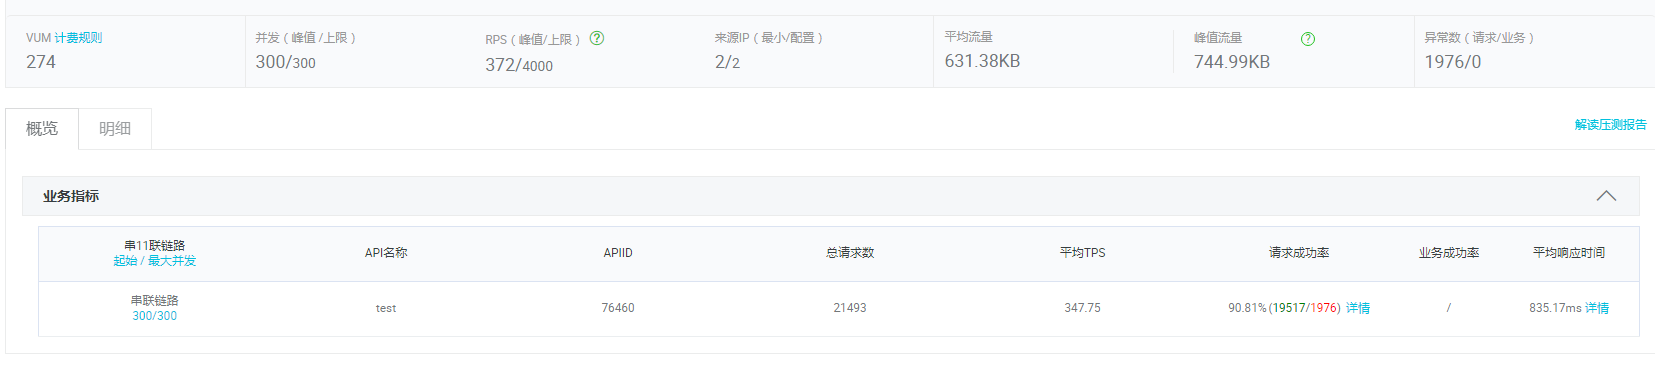 VUM 计费规则
274
并发（峰值 /上限）
300/300
RPS（峰值/上限）
372/4000
来源IP（最小/配置）
2/2
平均流量
631.38KB
峰值流量
744.99KB
异常数（请求/业务）
1976/0
概览 明细
解读压测报告
业务指标
串11联链路
起始 / 最大并发
API名称 APIID 总请求数 平均TPS 请求成功率 业务成功率 平均响应时间
串联链路
300/300
test 76460 21493 347.75 90.81%(19517/1976) 详情 / 835.17ms 详情